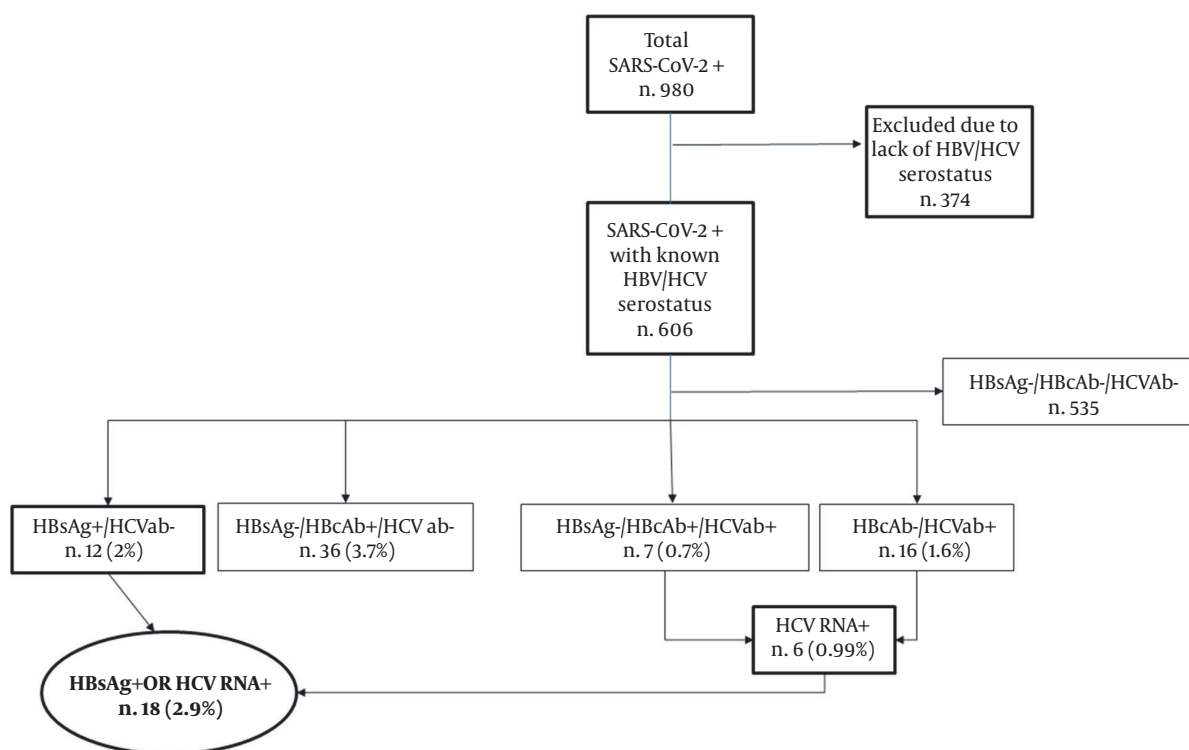 Total
SARS-CoV-2 +
n. 980
Excluded due to
lack of HBV/HCV
serostatus
n. 374
SARS-C0V-2 +
with known
HBV/HCV
serostatus
n. 606
HBsAg-/HBcAb-/HCVAb-
n. 535
HBsAg+/HCVab-
n. 12 (2%)
HBsAg-/HBcAb+/HCV ab-
n. 36 (3.7%)
HBsAg-/HBcAb+/HCVab+
n. 7 (0.7%)
HBcAb-/HCVab+
n. 16 (1.6%)
HCV RNA+
n. 6 (0.99%)
HBsAg+OR HCV RNA+
n. 18 (2.9%)